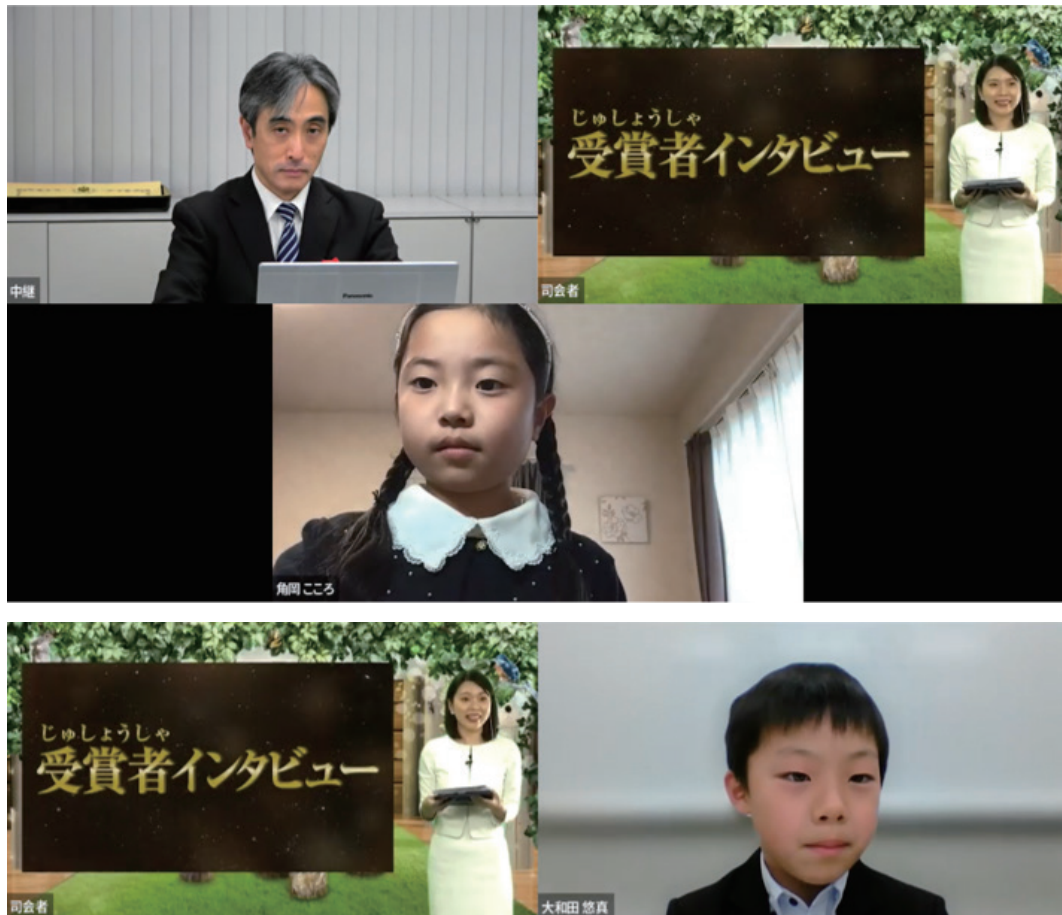 じゅしょうしゃ
受賞者インタビュー
中継
Panasonic
司会者
角岡 こころ
じゅしょうしゃ
受賞者インタビュー
司会者
大和田 悠真